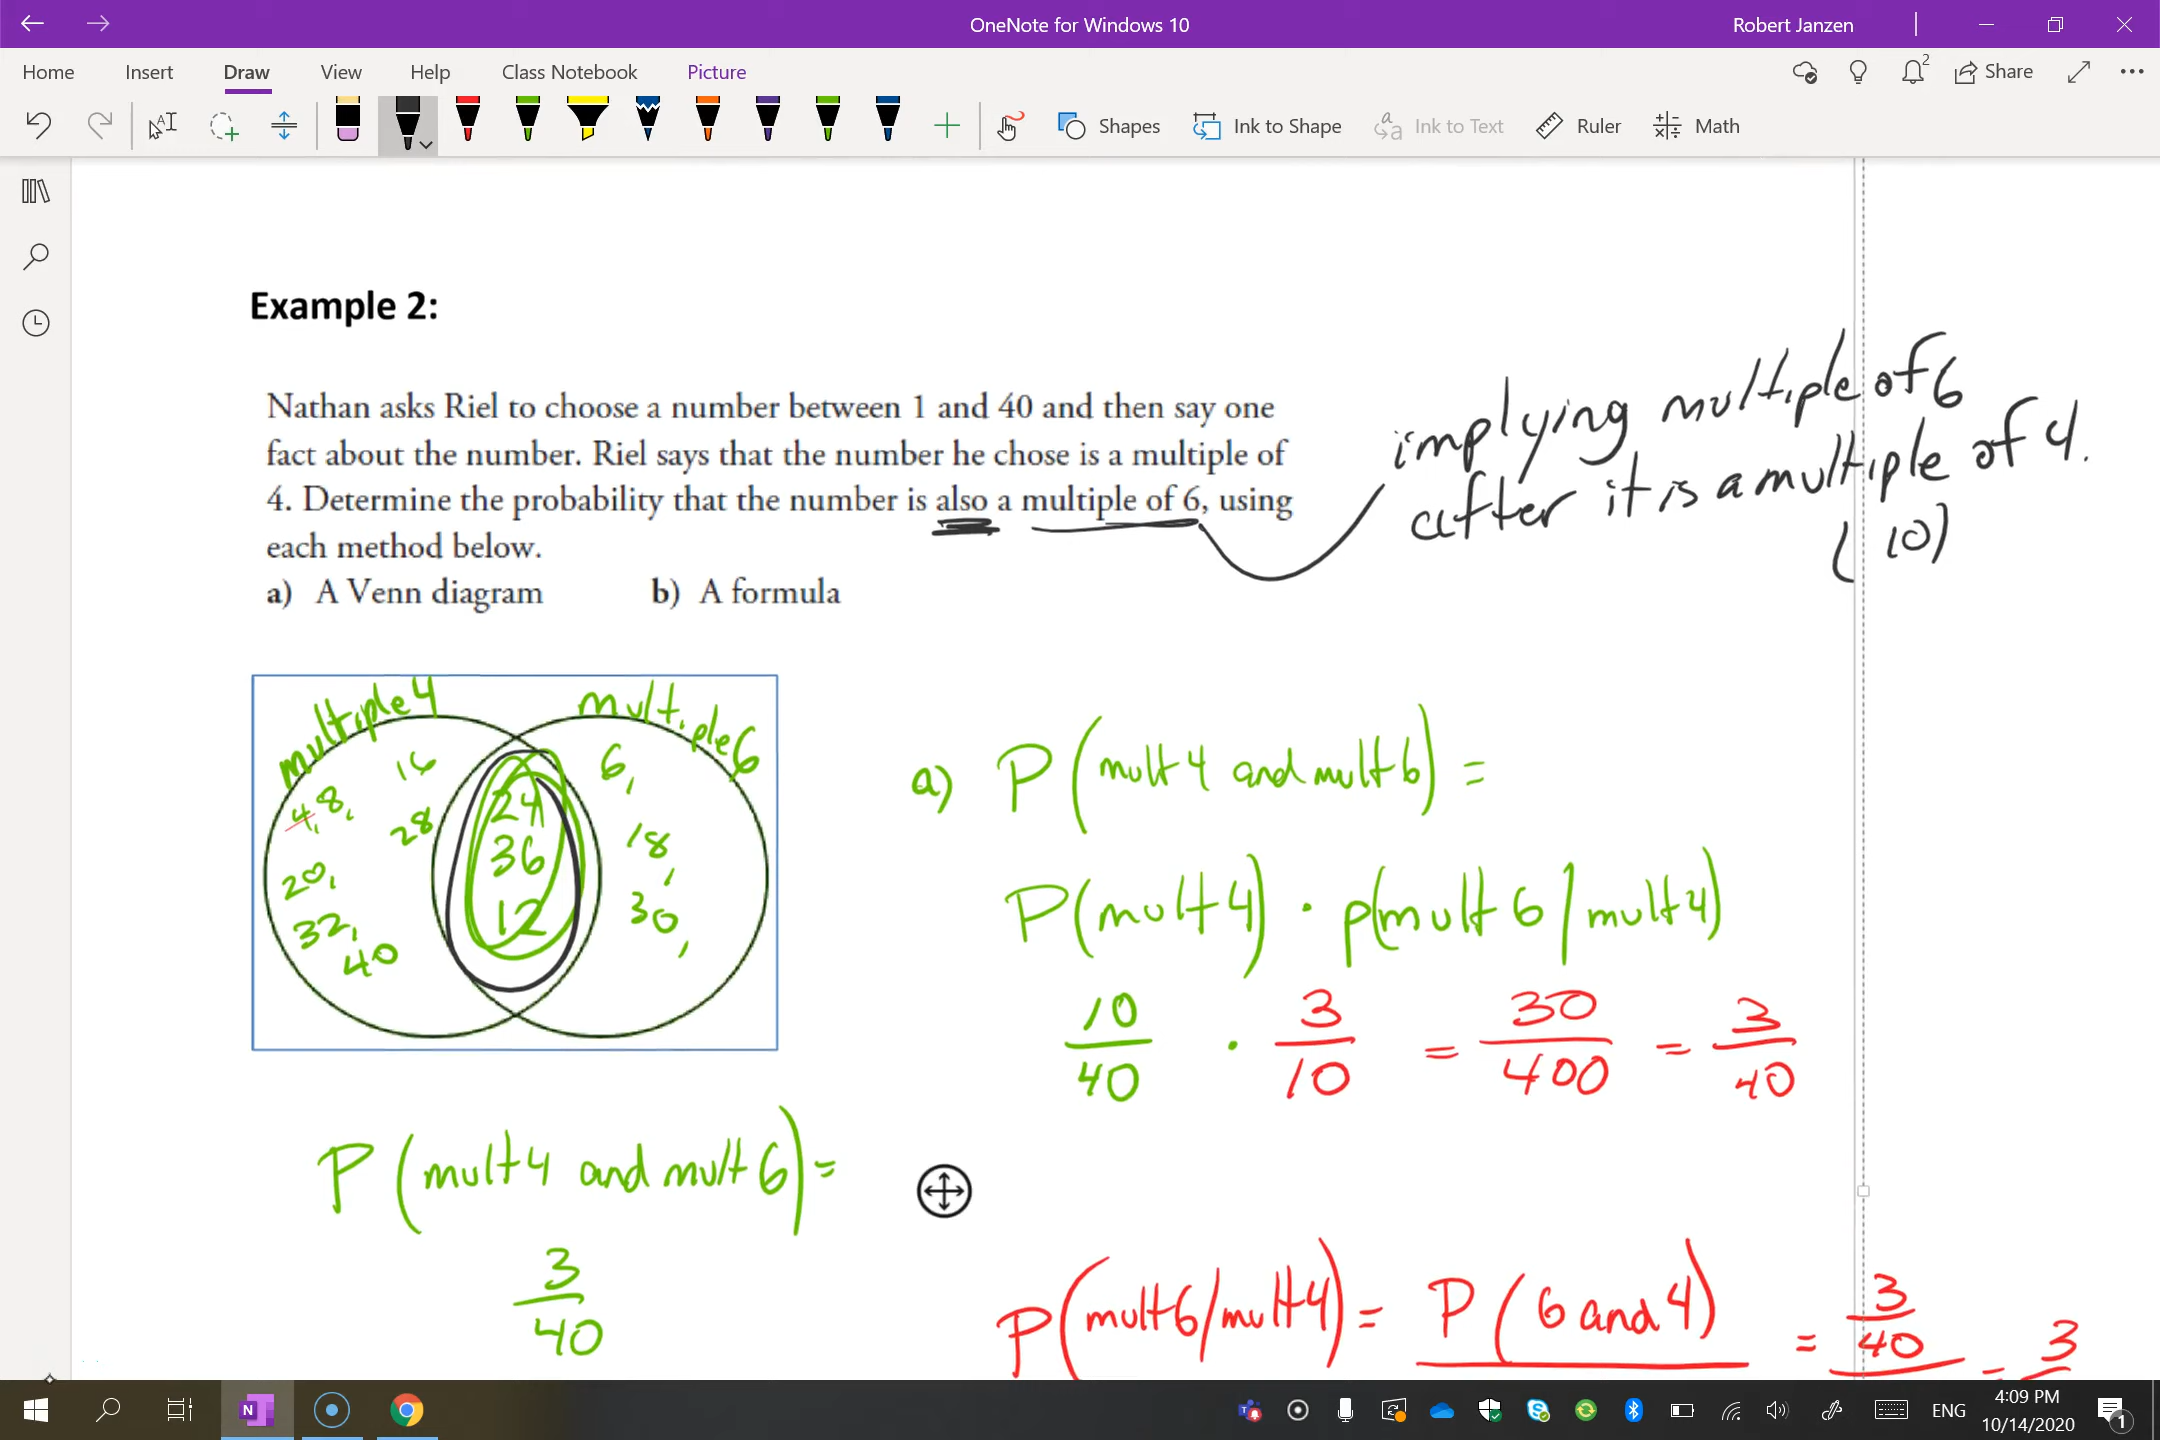 OneNote for Windows 10
Robert Janzen
Home Insert Draw View Help Class Notebook Picture
2
Share
Shapes Ink to Shape Ink to Text Ruler Math
Example 2:
Nathan asks Riel to choose a number between 1 and 40 and then say one
fact about the number. Riel says that the number he chose is a multiple of
4. Determine the probability that the number is also a multiple of 6, using
each method below.
a) A Venn diagram b) A formula
implying multiple of 6
after it is a multiple of 4.
(10)
multiple 4
multiple 6
4, 8, 16
28
20,
32,
40
24
36
12
6,
18,
30,
a) P(mult 4 and mult 6) =
P(mult 4) · P(mult 6 / mult 4)
10/40 · 3/10 = 30/400 = 3/40
P(mult 4 and mult 6) =
3/40
P(mult 6 / mult 4) = P(6 and 4) = 3/40 = 3
ENG
4:09 PM
10/14/2020
1